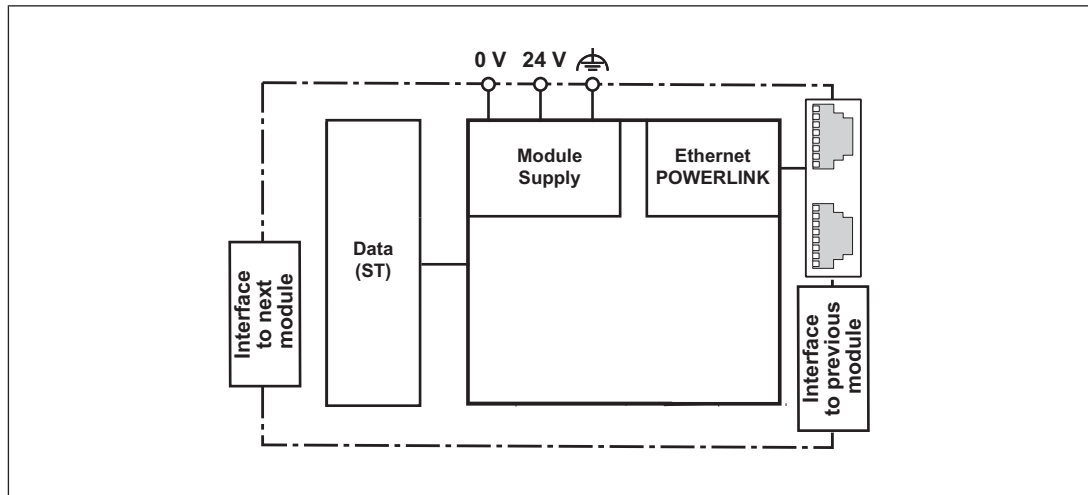 0 V 24 V
Module
Supply
Ethernet
POWERLINK
Data
(ST)
Interface
to next
module
Interface
to previous
module